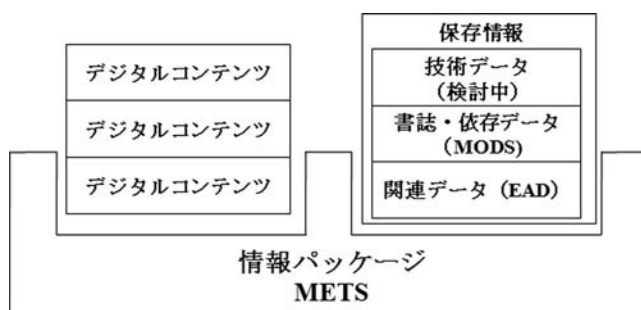 デジタルコンテンツ
デジタルコンテンツ
デジタルコンテンツ
保存情報
技術データ
(検討中)
書誌・依存データ
(MODS)
関連データ (EAD)
情報パッケージ
METS